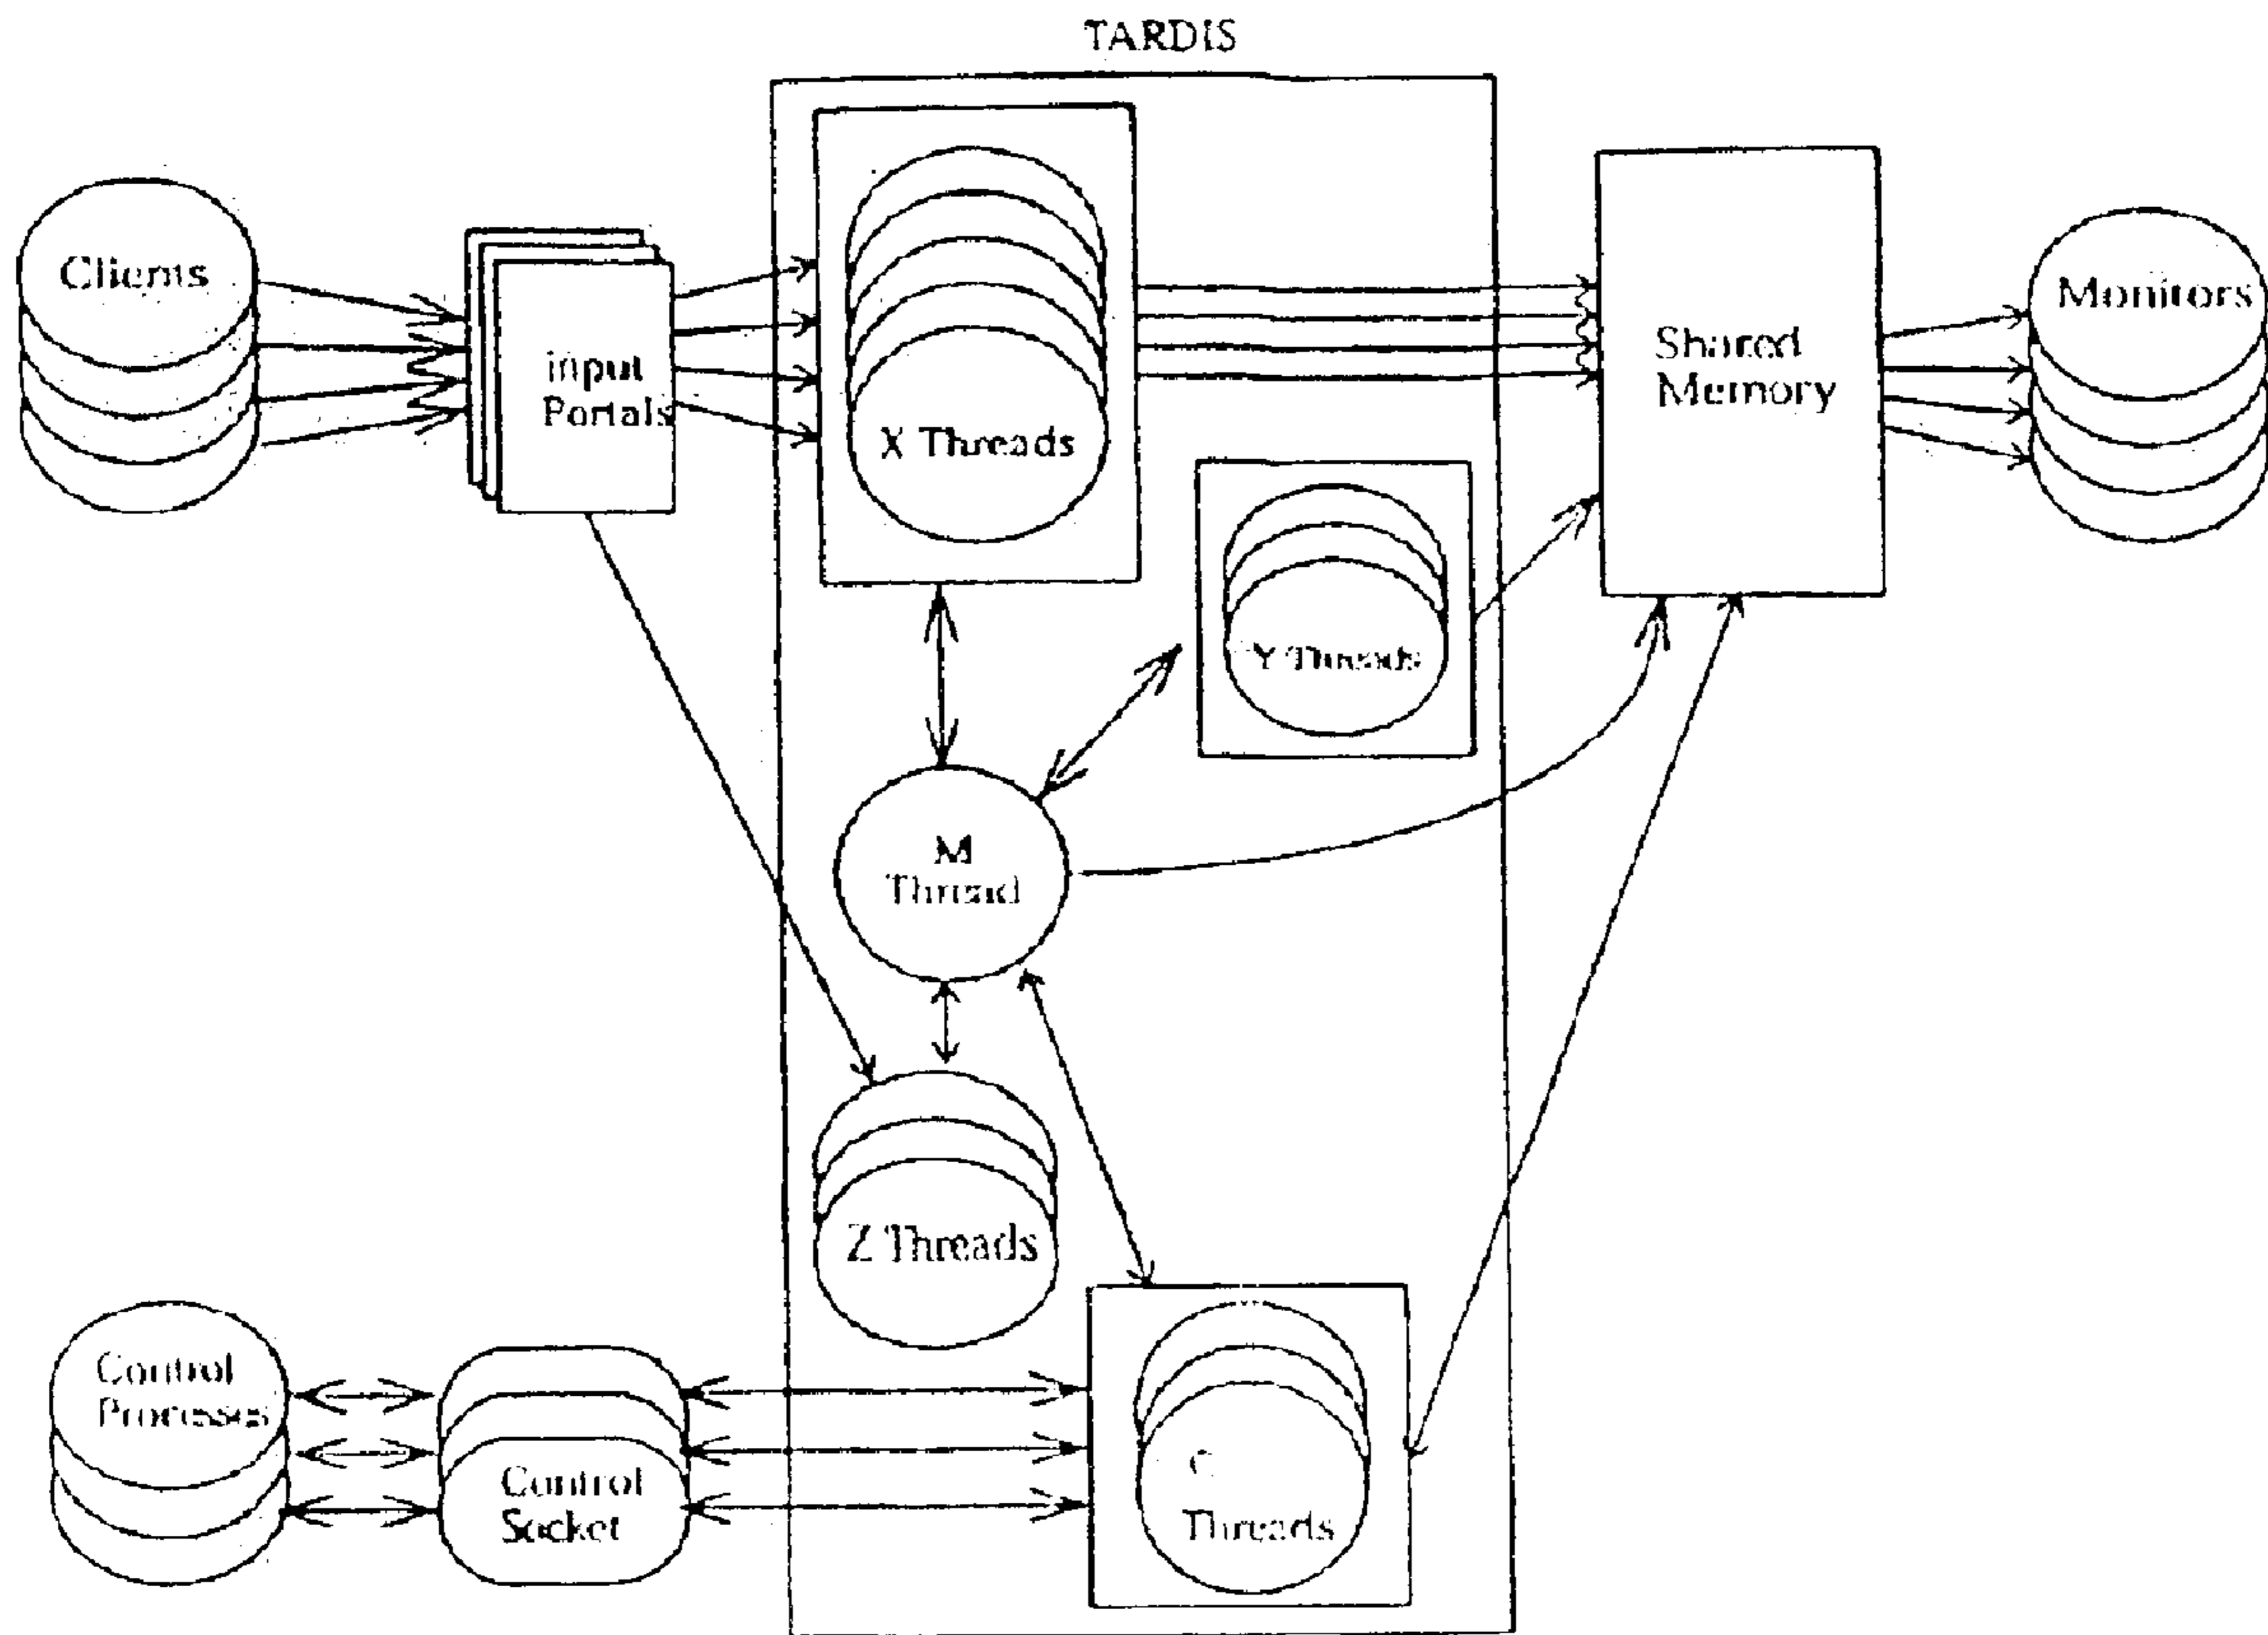 TARDIS
Clients
input
Portals
X Threads
Shared
Memory
Monitors
Y Threads
M
Thread
Z Threads
Control
Processes
Control
Socket
C
Threads